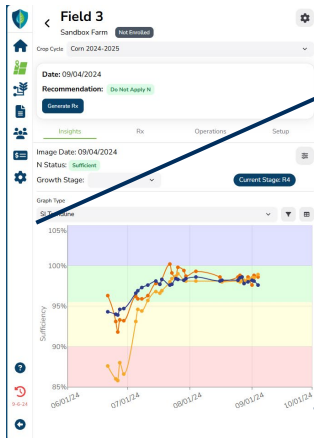 Field 3
Sandbox Farm Not Enrolled
Crop Cycle Corn 2024-2025
Date: 09/04/2024
Recommendation: Do Not Apply N
Generate Rx
Insights Rx Operations Setup
Image Date: 09/04/2024
N Status: Sufficient
Growth Stage: Current Stage: R4
Graph Type
105%
100%
95%
90%
85%
Sufficiency
06/01/24 07/01/24 08/01/24 09/01/24 10/01/24